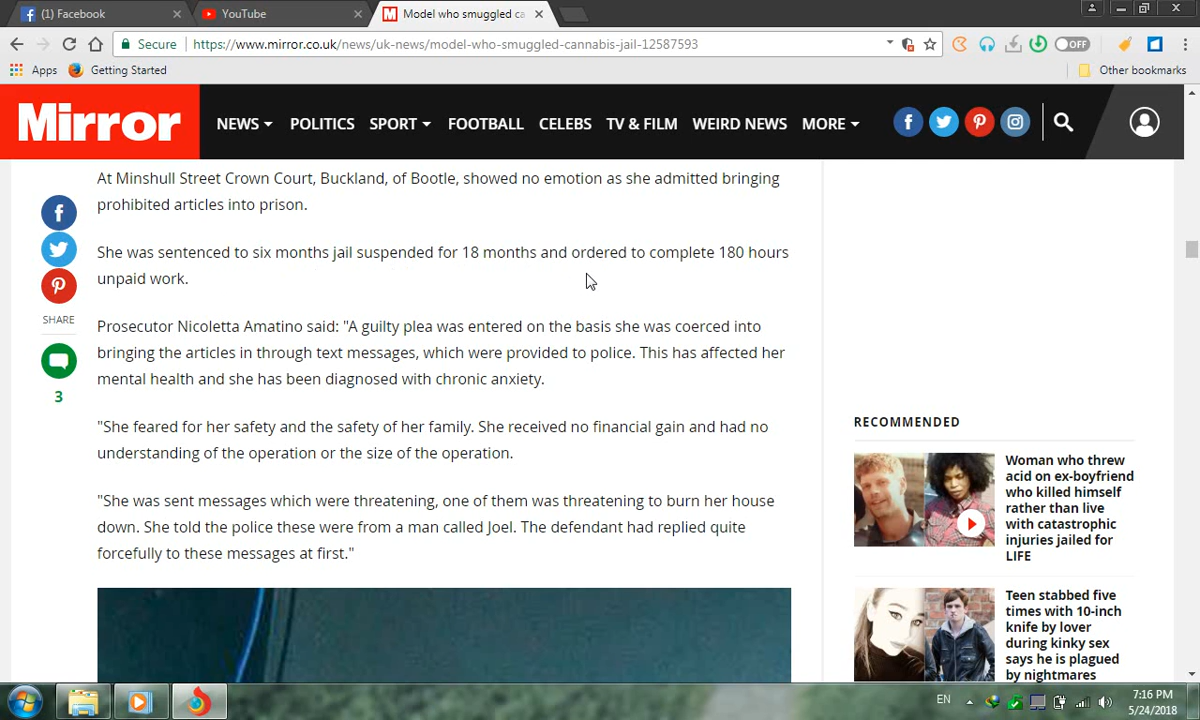 (1) Facebook
YouTube
Model who smuggled ca
Secure
https://www.mirror.co.uk/news/uk-news/model-who-smuggled-cannabis-jail-12587593
OFF
Apps
Getting Started
Other bookmarks
Mirror
NEWS
POLITICS
SPORT
FOOTBALL
CELEBS
TV & FILM
WEIRD NEWS
MORE
At Minshull Street Crown Court, Buckland, of Bootle, showed no emotion as she admitted bringing
prohibited articles into prison.
She was sentenced to six months jail suspended for 18 months and ordered to complete 180 hours
unpaid work.
Prosecutor Nicoletta Amatino said: "A guilty plea was entered on the basis she was coerced into
bringing the articles in through text messages, which were provided to police. This has affected her
mental health and she has been diagnosed with chronic anxiety.
"She feared for her safety and the safety of her family. She received no financial gain and had no
understanding of the operation or the size of the operation.
"She was sent messages which were threatening, one of them was threatening to burn her house
down. She told the police these were from a man called Joel. The defendant had replied quite
forcefully to these messages at first."
SHARE
3
RECOMMENDED
Woman who threw
acid on ex-boyfriend
who killed himself
rather than live
with catastrophic
injuries jailed for
LIFE
Teen stabbed five
times with 10-inch
knife by lover
during kinky sex
says he is plagued
by nightmares
EN
7:16 PM
5/24/2018